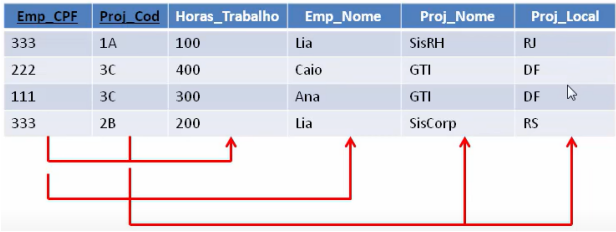 Emp_CPF Proj_Cod Horas_Trabalho Emp_Nome Proj_Nome Proj_Local
333 1A 100 Lia SisRH RJ
222 3C 400 Caio GTI DF
111 3C 300 Ana GTI DF
333 2B 200 Lia SisCorp RS